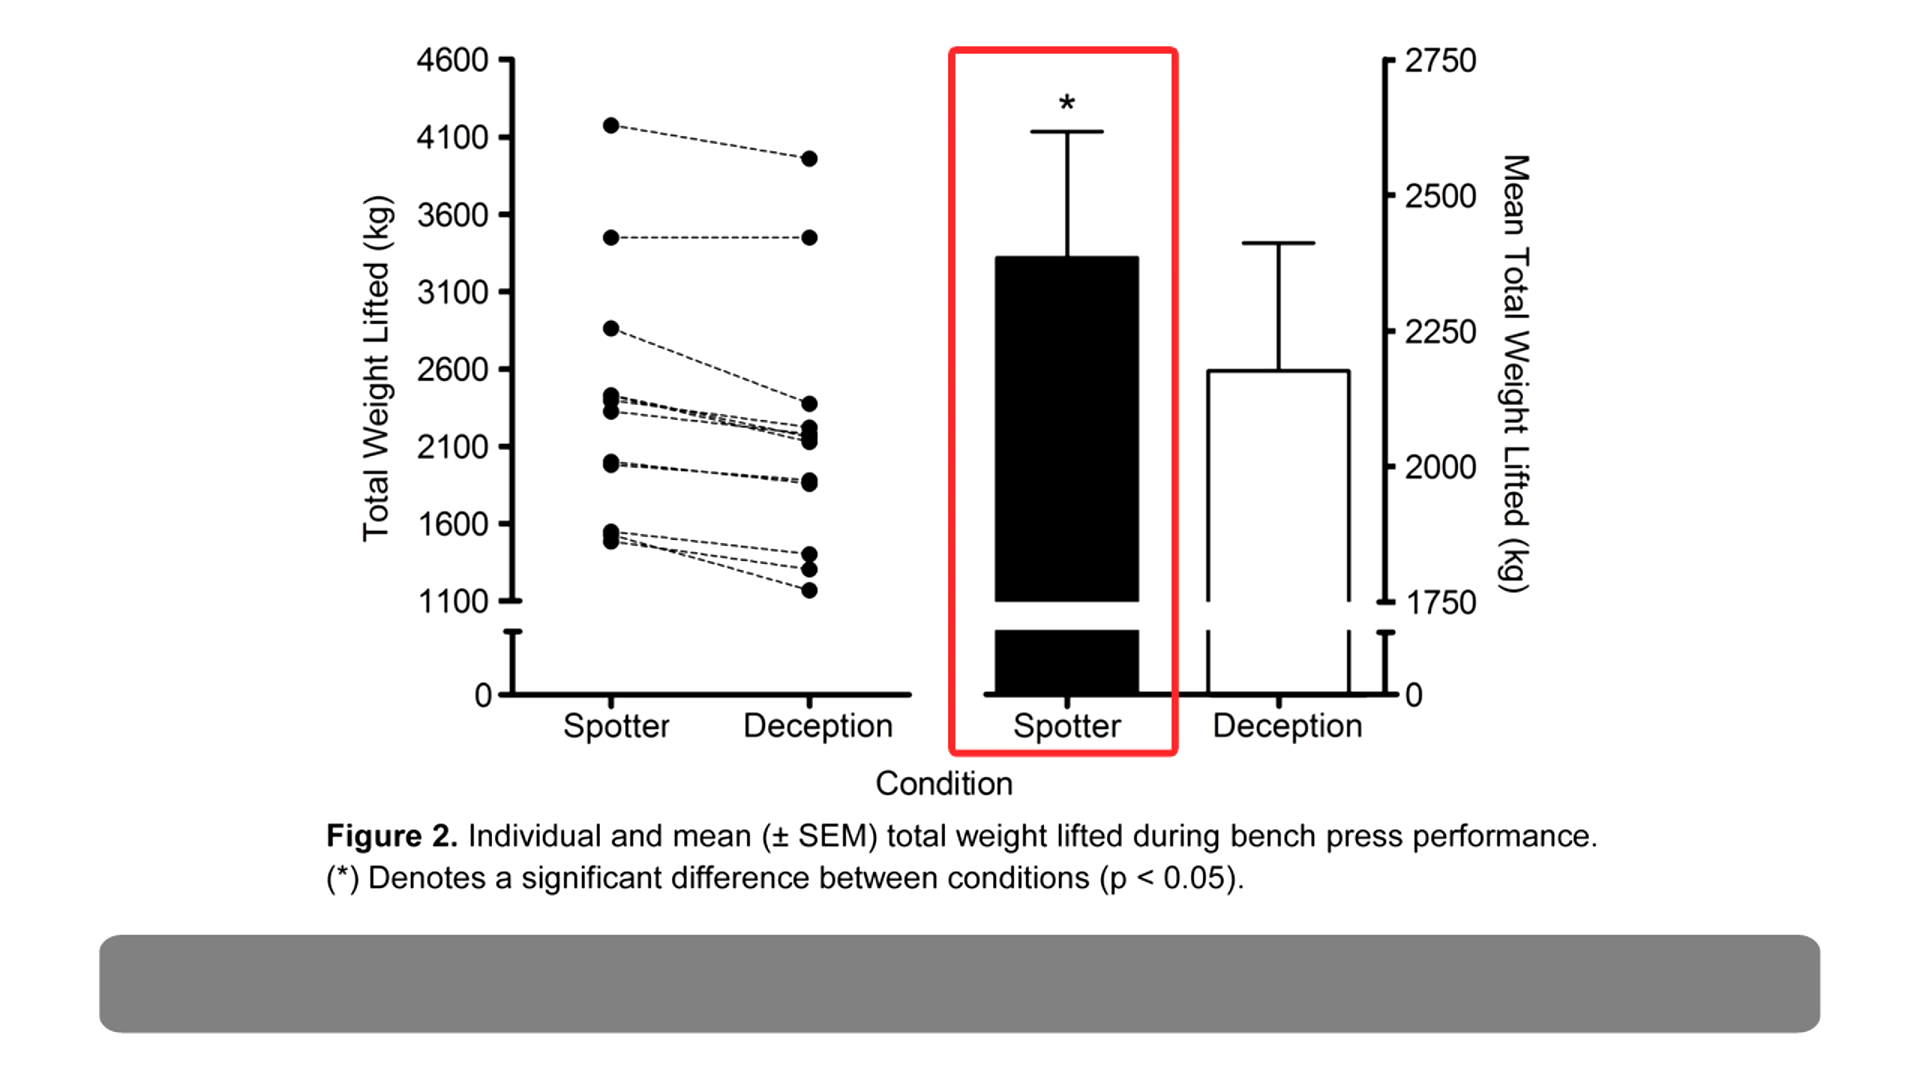 4600
4100
3600
3100
2600
2100
1600
1100
0
Total Weight Lifted (kg)
Spotter
Deception
*
Spotter
Deception
2750
2500
2250
2000
1750
0
Mean Total Weight Lifted (kg)
Condition
Figure 2. Individual and mean (± SEM) total weight lifted during bench press performance.
(*) Denotes a significant difference between conditions (p < 0.05).